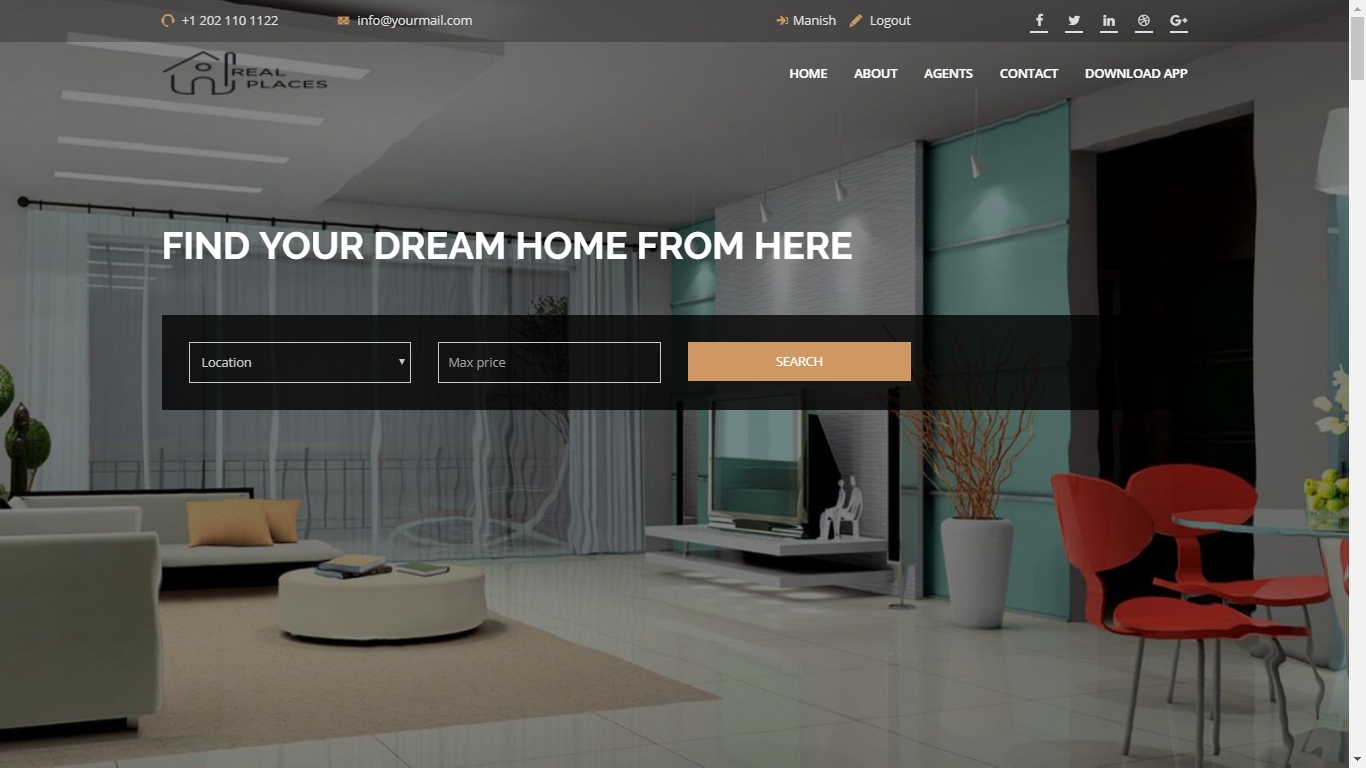 +1 202 110 1122 info@yourmail.com Manish Logout
REAL PLACES
HOME ABOUT AGENTS CONTACT DOWNLOAD APP
FIND YOUR DREAM HOME FROM HERE
Location Max price SEARCH